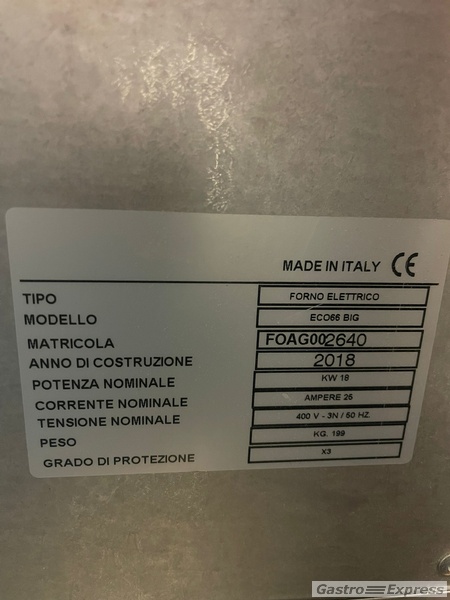 MADE IN ITALY CE
TIPO FORNO ELETTRICO
MODELLO ECO66 BIG
MATRICOLA FOAG002640
ANNO DI COSTRUZIONE 2018
POTENZA NOMINALE KW 18
CORRENTE NOMINALE AMPERE 25
TENSIONE NOMINALE 400 V - 3N / 50 HZ.
PESO KG. 199
GRADO DI PROTEZIONE X3
Gastro Express